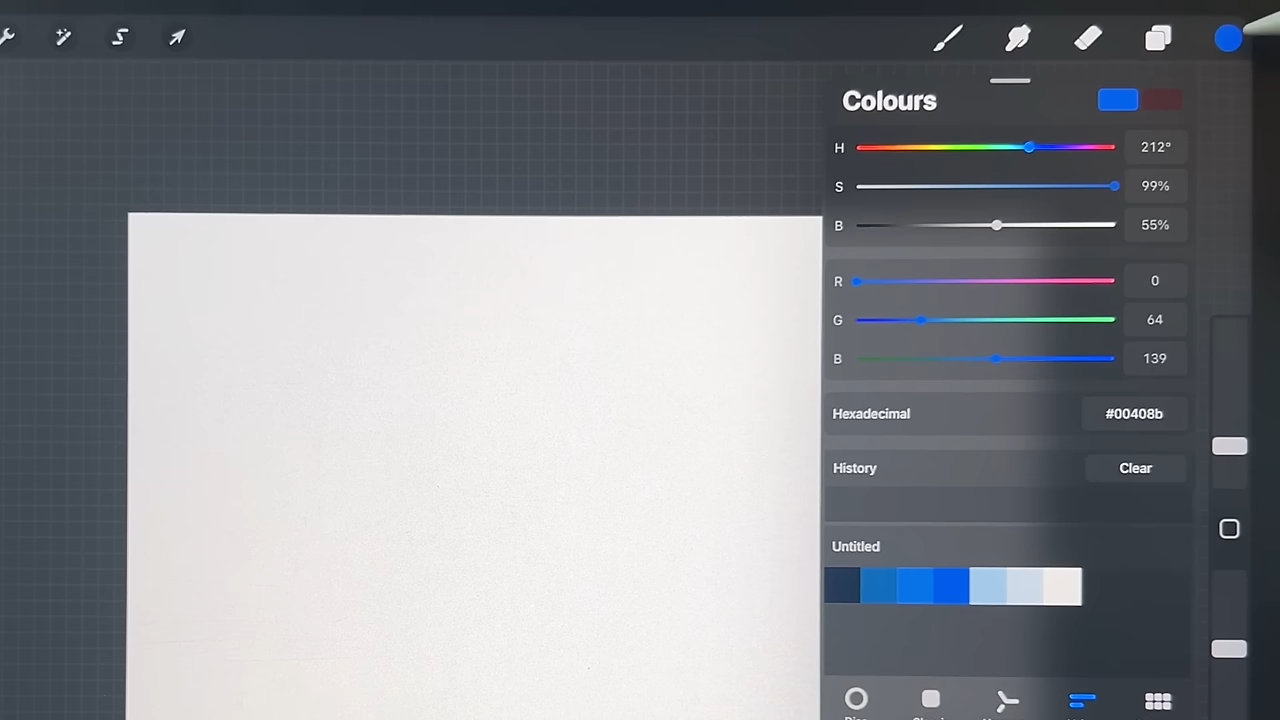 Colours
H 212°
S 99%
B 55%
R 0
G 64
B 139
Hexadecimal #00408b
History Clear
Untitled